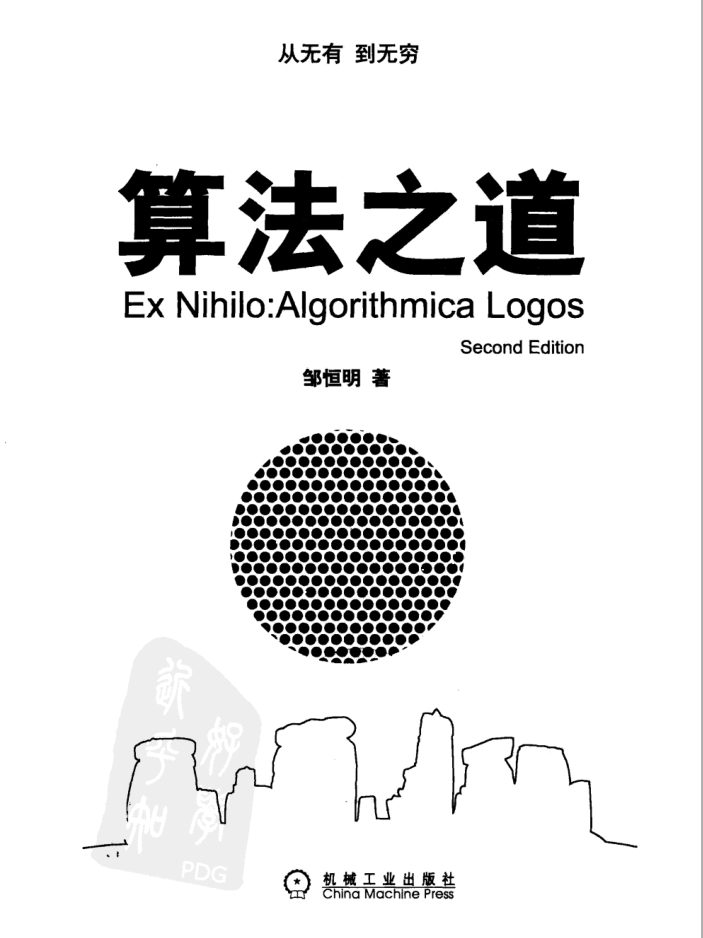 从无有 到无穷
算法之道
Ex Nihilo:Algorithmica Logos
Second Edition
邹恒明 著
PDG
机械工业出版社
China Machine Press